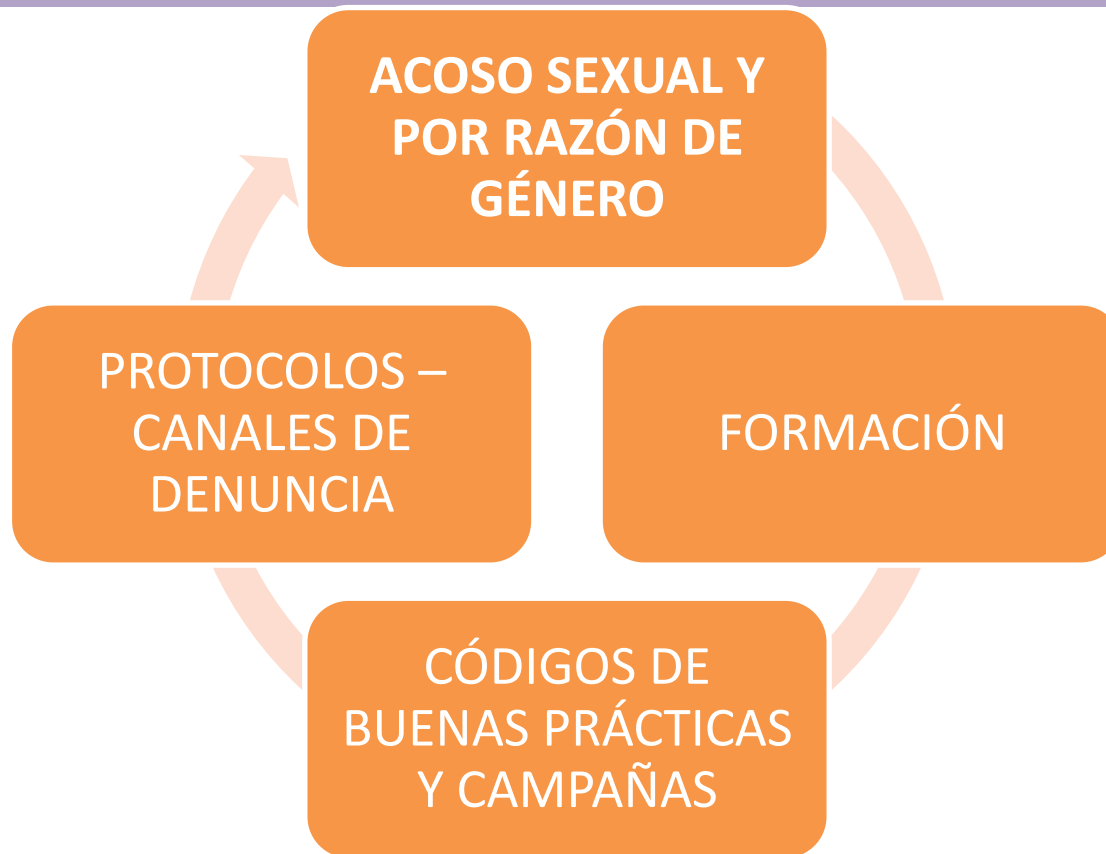 ACOSO SEXUAL Y
POR RAZÓN DE
GÉNERO
PROTOCOLOS –
CANALES DE
DENUNCIA
FORMACIÓN
CÓDIGOS DE
BUENAS PRÁCTICAS
Y CAMPAÑAS